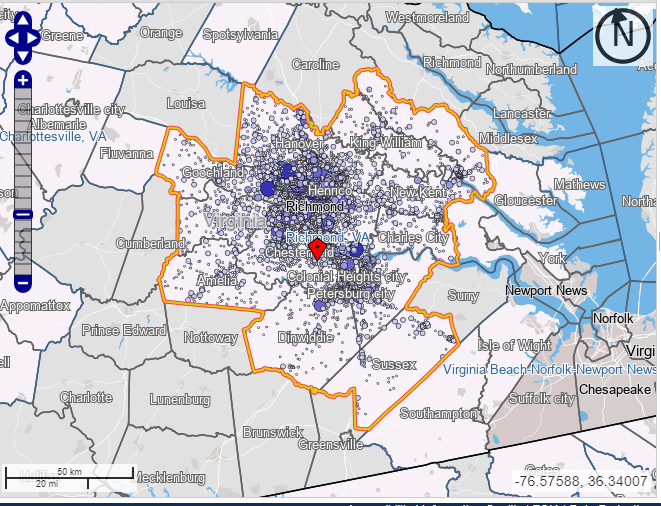 Westmoreland
Orange
Spotsylvania
Greene
N
Caroline
Richmond
Northumberland
Louisa
Charlottesville city
Albemarle
Charlottesville, VA
Lancaster
Middlesex
Hanover
King William
Fluvanna
Goochland
Mathews
Henrico
New Kent
Gloucester
Richmond
Virginia
Richmond, VA
Charles City
Cumberland
Chesterfield
York
Colonial Heights city
Amelia
Petersburg city
Surry
Newport News
Appomattox
Norfolk
Prince Edward
Nottoway
Dinwiddie
Isle of Wight
Sussex
Virginia Beach-Norfolk-Newport News
Chesapeake
Charlotte
Lunenburg
Suffolk city
Southampton
Brunswick
Greensville
50 km
20 mi
Mecklenburg
-76.57588, 36.34007